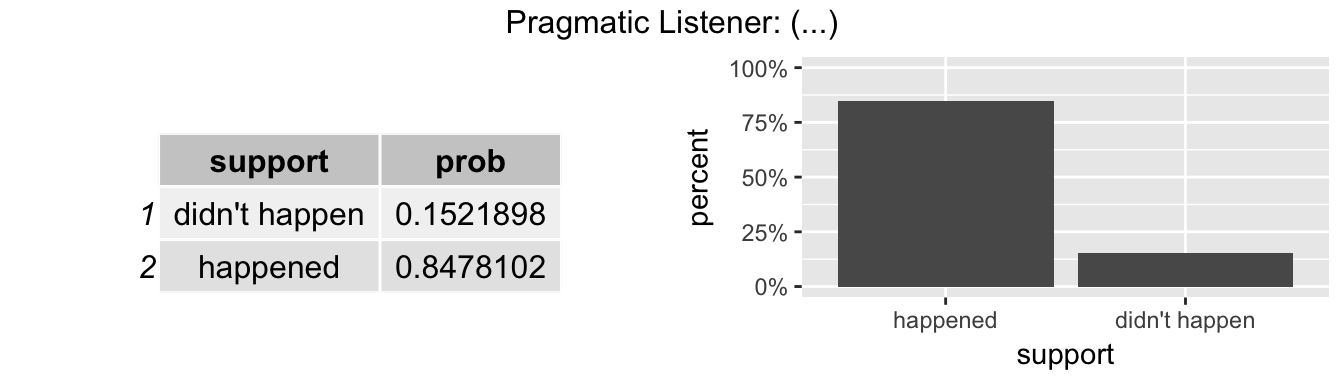 Pragmatic Listener: (...)
support prob
1 didn't happen 0.1521898
2 happened 0.8478102
percent
100%
75%
50%
25%
0%
happened didn't happen
support